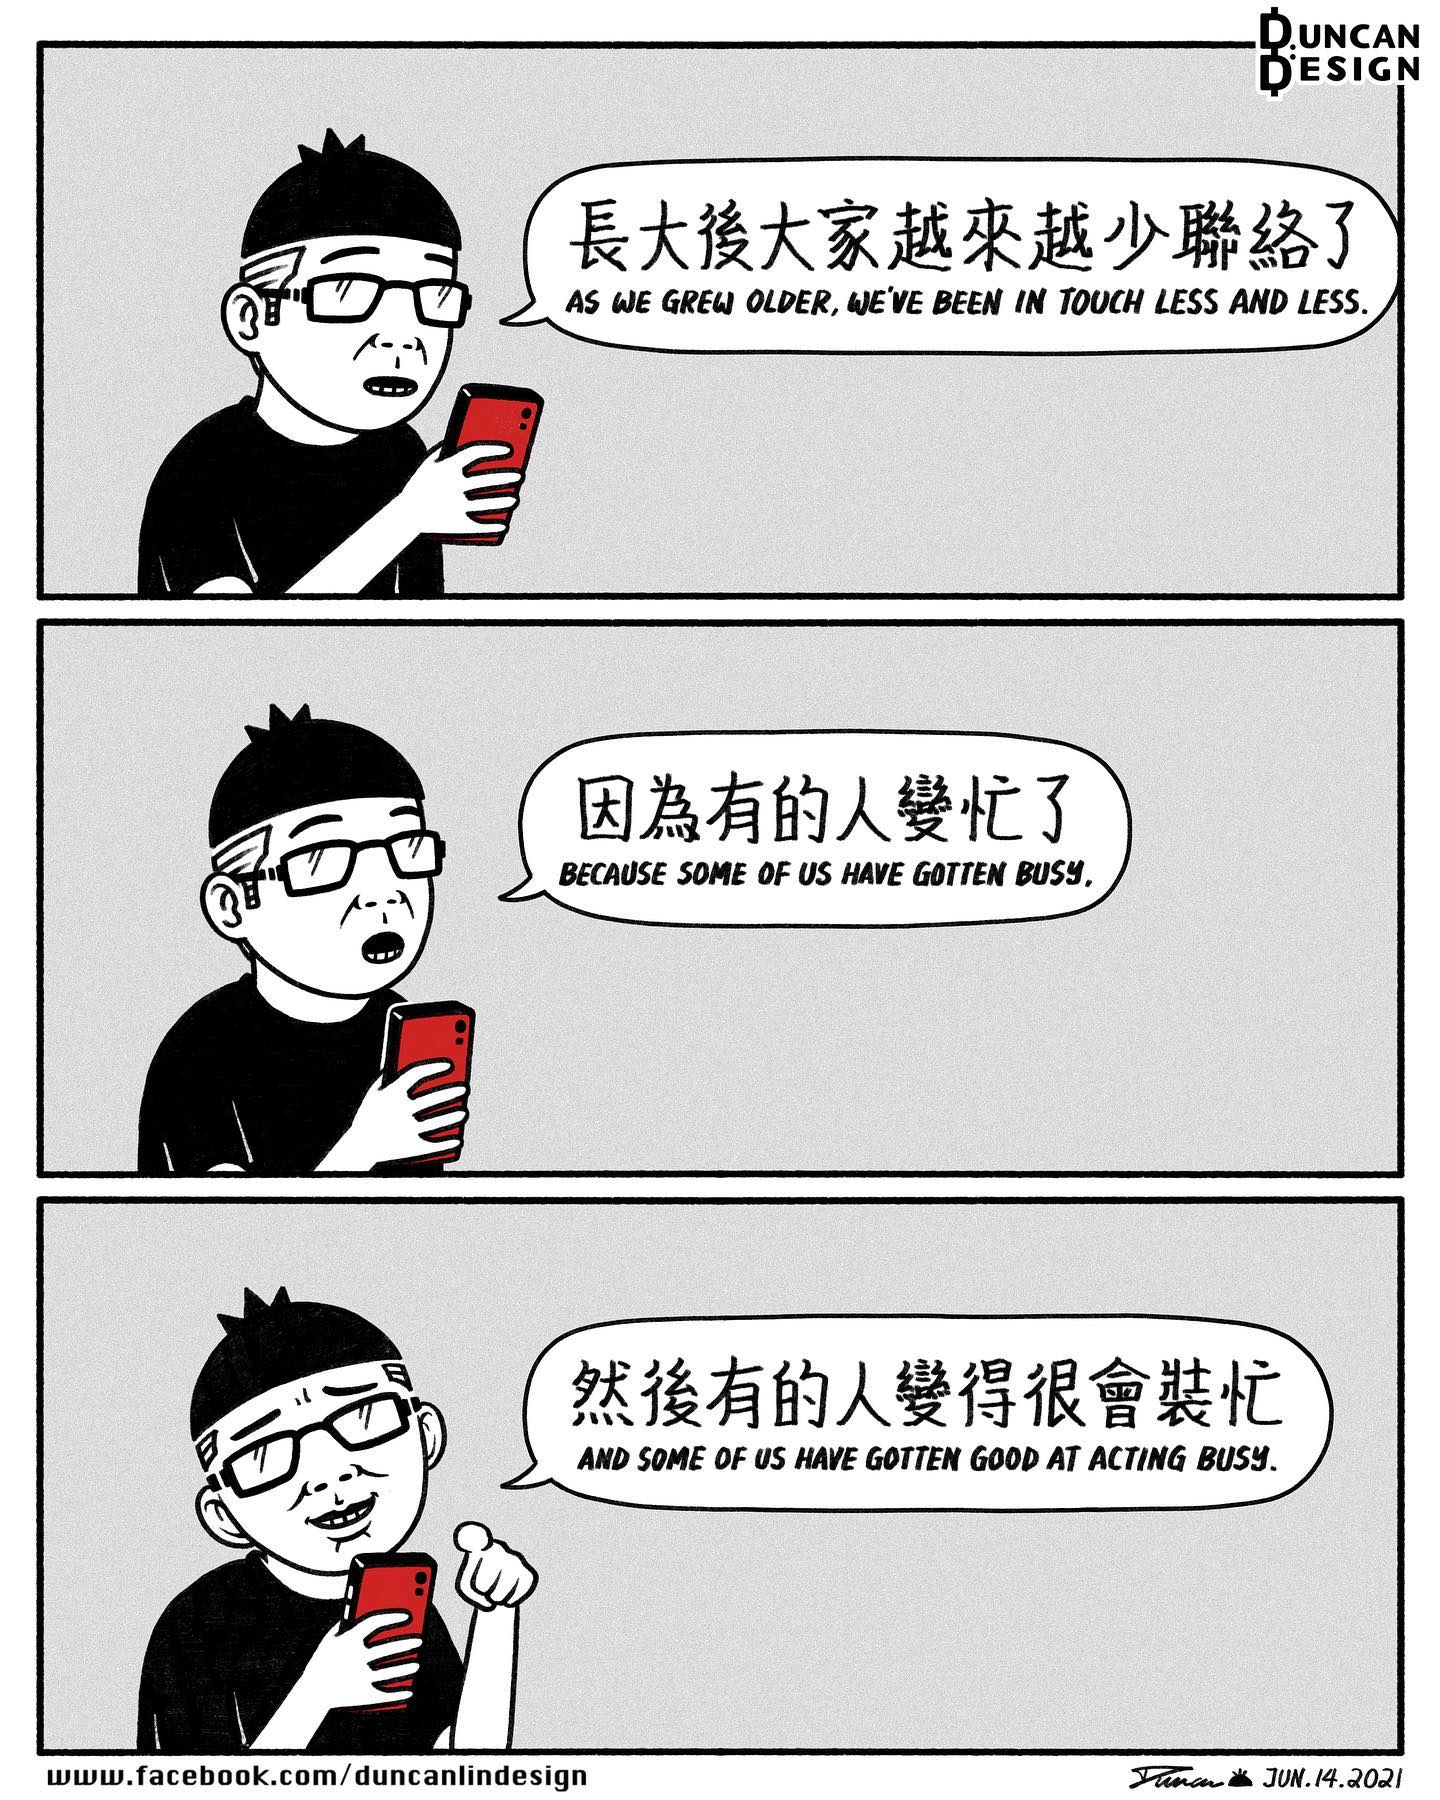 DUNCAN
DESIGN
長大後大家越來越少聯絡了
AS WE GREW OLDER, WE'VE BEEN IN TOUCH LESS AND LESS.
因為有的人變忙了
BECAUSE SOME OF US HAVE GOTTEN BUSY.
然後有的人變得很會裝忙
AND SOME OF US HAVE GOTTEN GOOD AT ACTING BUSY.
www.facebook.com/duncanlindesign
Duncan JUN.14.2021